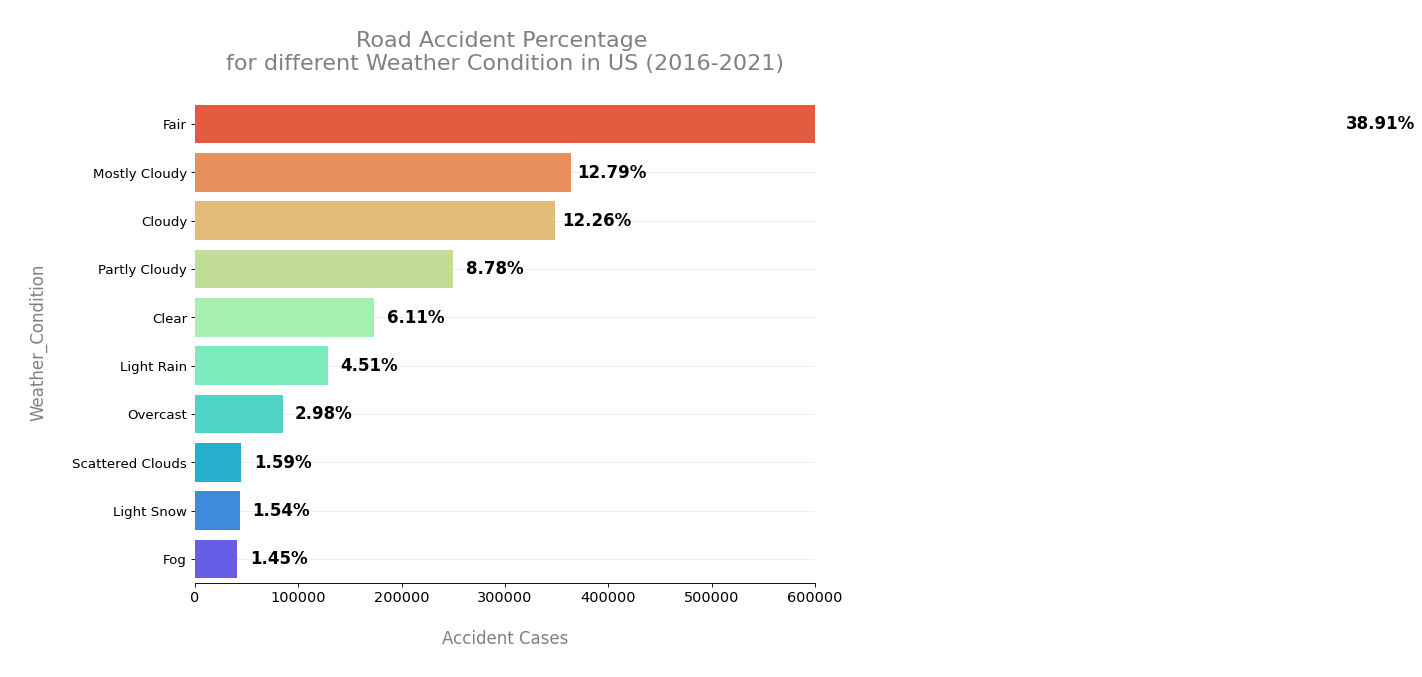 Road Accident Percentage
for different Weather Condition in US (2016-2021)
Fair 38.91%
Mostly Cloudy 12.79%
Cloudy 12.26%
Partly Cloudy 8.78%
Clear 6.11%
Light Rain 4.51%
Overcast 2.98%
Scattered Clouds 1.59%
Light Snow 1.54%
Fog 1.45%
Weather_Condition
0 100000 200000 300000 400000 500000 600000
Accident Cases